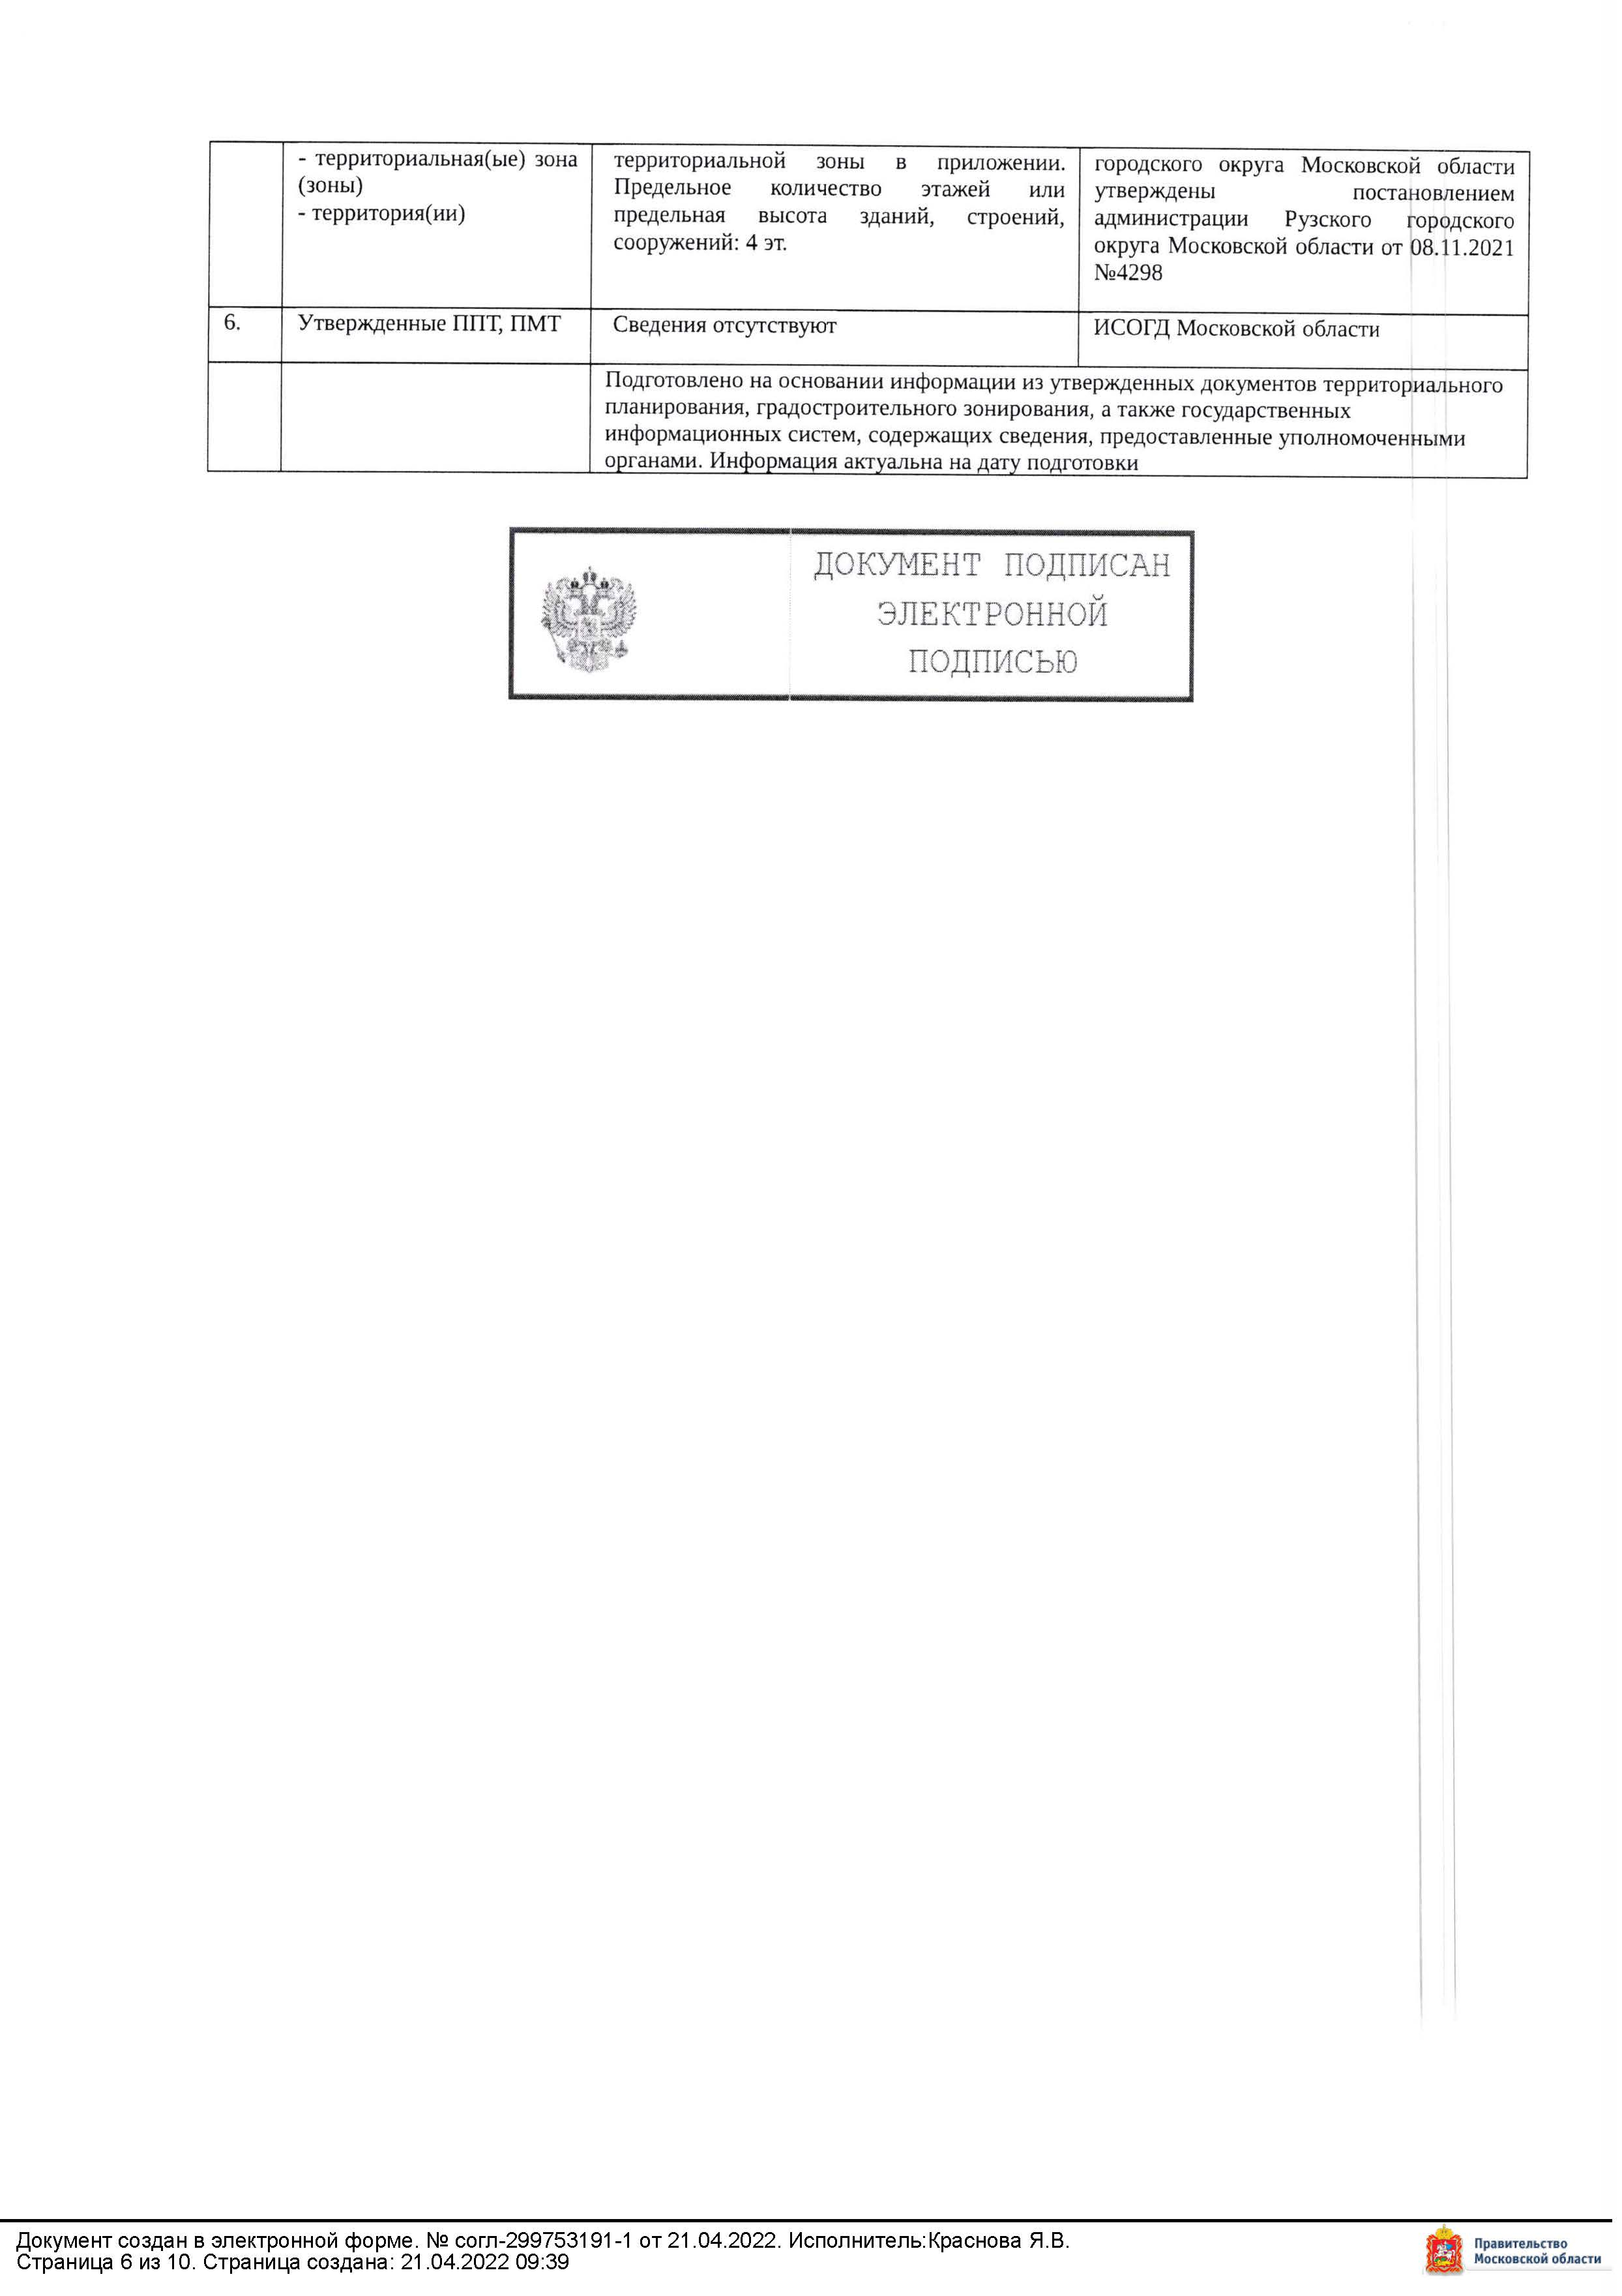 - территориальная(ые) зона
(зоны)
- территория(ии)
территориальной зоны в приложении.
Предельное количество этажей или
предельная высота зданий, строений,
сооружений: 4 эт.
городского округа Московской области
утверждены постановлением
администрации Рузского городского
округа Московской области от 08.11.2021
№4298
6.
Утвержденные ППТ, ПМТ
Сведения отсутствуют
ИСОГД Московской области
Подготовлено на основании информации из утвержденных документов территориального
планирования, градостроительного зонирования, а также государственных
информационных систем, содержащих сведения, предоставленные уполномоченными
органами. Информация актуальна на дату подготовки
ДОКУМЕНТ ПОДПИСАН
ЭЛЕКТРОННОЙ
ПОДПИСЬЮ
Документ создан в электронной форме. № согл-299753191-1 от 21.04.2022. Исполнитель:Краснова Я.В.
Страница 6 из 10. Страница создана: 21.04.2022 09:39
Правительство
Московской области